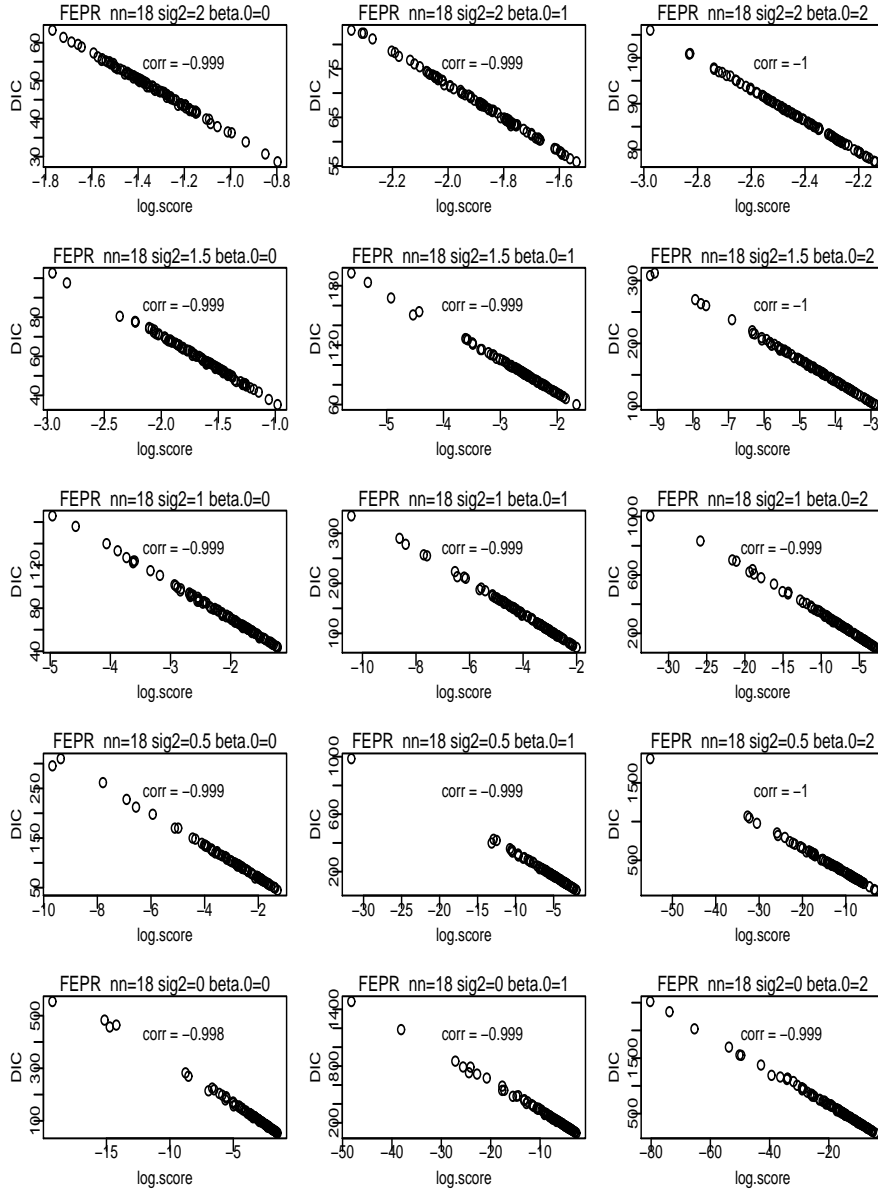 FEPR nn=18 sig2=2 beta.0=0
FEPR nn=18 sig2=2 beta.0=1
FEPR nn=18 sig2=2 beta.0=2
DIC
30 40 50 60
corr = −0.999
−1.8 −1.6 −1.4 −1.2 −1.0 −0.8
log.score
DIC
55 65 75
corr = −0.999
−2.2 −2.0 −1.8 −1.6
log.score
DIC
80 90 100
corr = −1
−2.98 −2.8 −2.6 −2.4 −2.2
log.score
FEPR nn=18 sig2=1.5 beta.0=0
FEPR nn=18 sig2=1.5 beta.0=1
FEPR nn=18 sig2=1.5 beta.0=2
DIC
40 60 80
corr = −0.999
−3.0 −2.5 −2.0 −1.5 −1.0
log.score
DIC
60 120 180
corr = −0.999
−5 −4 −3 −2
log.score
DIC
100 200 300
corr = −1
−9 −8 −7 −6 −5 −4 −3
log.score
FEPR nn=18 sig2=1 beta.0=0
FEPR nn=18 sig2=1 beta.0=1
FEPR nn=18 sig2=1 beta.0=2
DIC
40 80 120
corr = −0.999
−5 −4 −3 −2
log.score
DIC
100 200 300
corr = −0.999
−10 −8 −6 −4 −2
log.score
DIC
200 600 1000
corr = −0.999
−30 −25 −20 −15 −10 −5
log.score
FEPR nn=18 sig2=0.5 beta.0=0
FEPR nn=18 sig2=0.5 beta.0=1
FEPR nn=18 sig2=0.5 beta.0=2
DIC
50 150 250
corr = −0.999
−10 −8 −6 −4 −2
log.score
DIC
200 400 600 1000
corr = −0.999
−30 −25 −20 −15 −10 −5
log.score
DIC
500 1500
corr = −1
−50 −40 −30 −20 −10
log.score
FEPR nn=18 sig2=0 beta.0=0
FEPR nn=18 sig2=0 beta.0=1
FEPR nn=18 sig2=0 beta.0=2
DIC
100 300 500
corr = −0.998
−15 −10 −5
log.score
DIC
200 800 1400
corr = −0.999
−50 −40 −30 −20 −10
log.score
DIC
500 1500
corr = −0.999
−80 −60 −40 −20
log.score